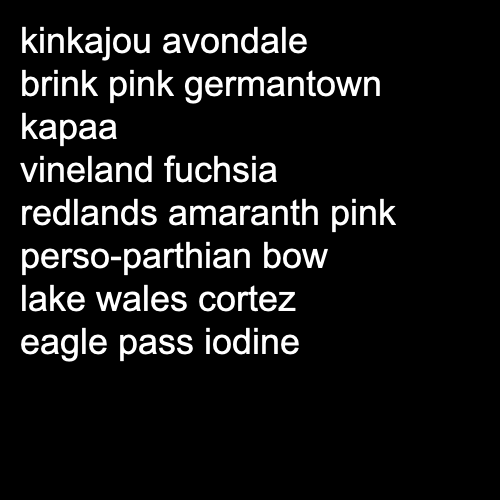 kinkajou avondale
brink pink germantown
kapaa
vineland fuchsia
redlands amaranth pink
perso-parthian bow
lake wales cortez
eagle pass iodine